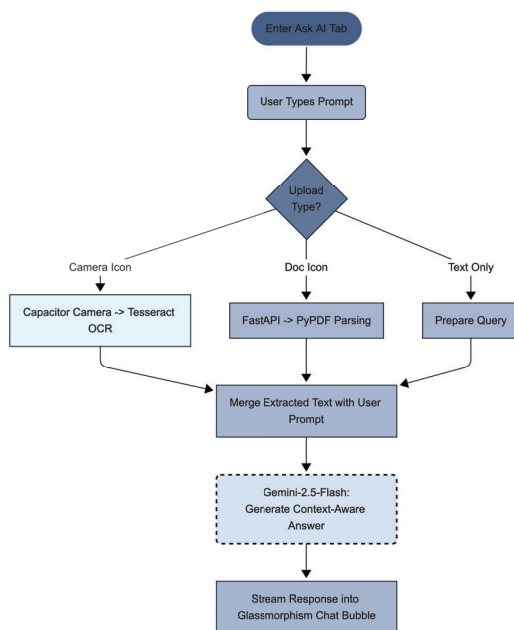 Enter Ask AI Tab
User Types Prompt
Upload
Type?
Camera Icon
Doc Icon
Text Only
Capacitor Camera -> Tesseract
OCR
FastAPI -> PyPDF Parsing
Prepare Query
Merge Extracted Text with User
Prompt
Gemini-2.5-Flash:
Generate Context-Aware
Answer
Stream Response into
Glassmorphism Chat Bubble